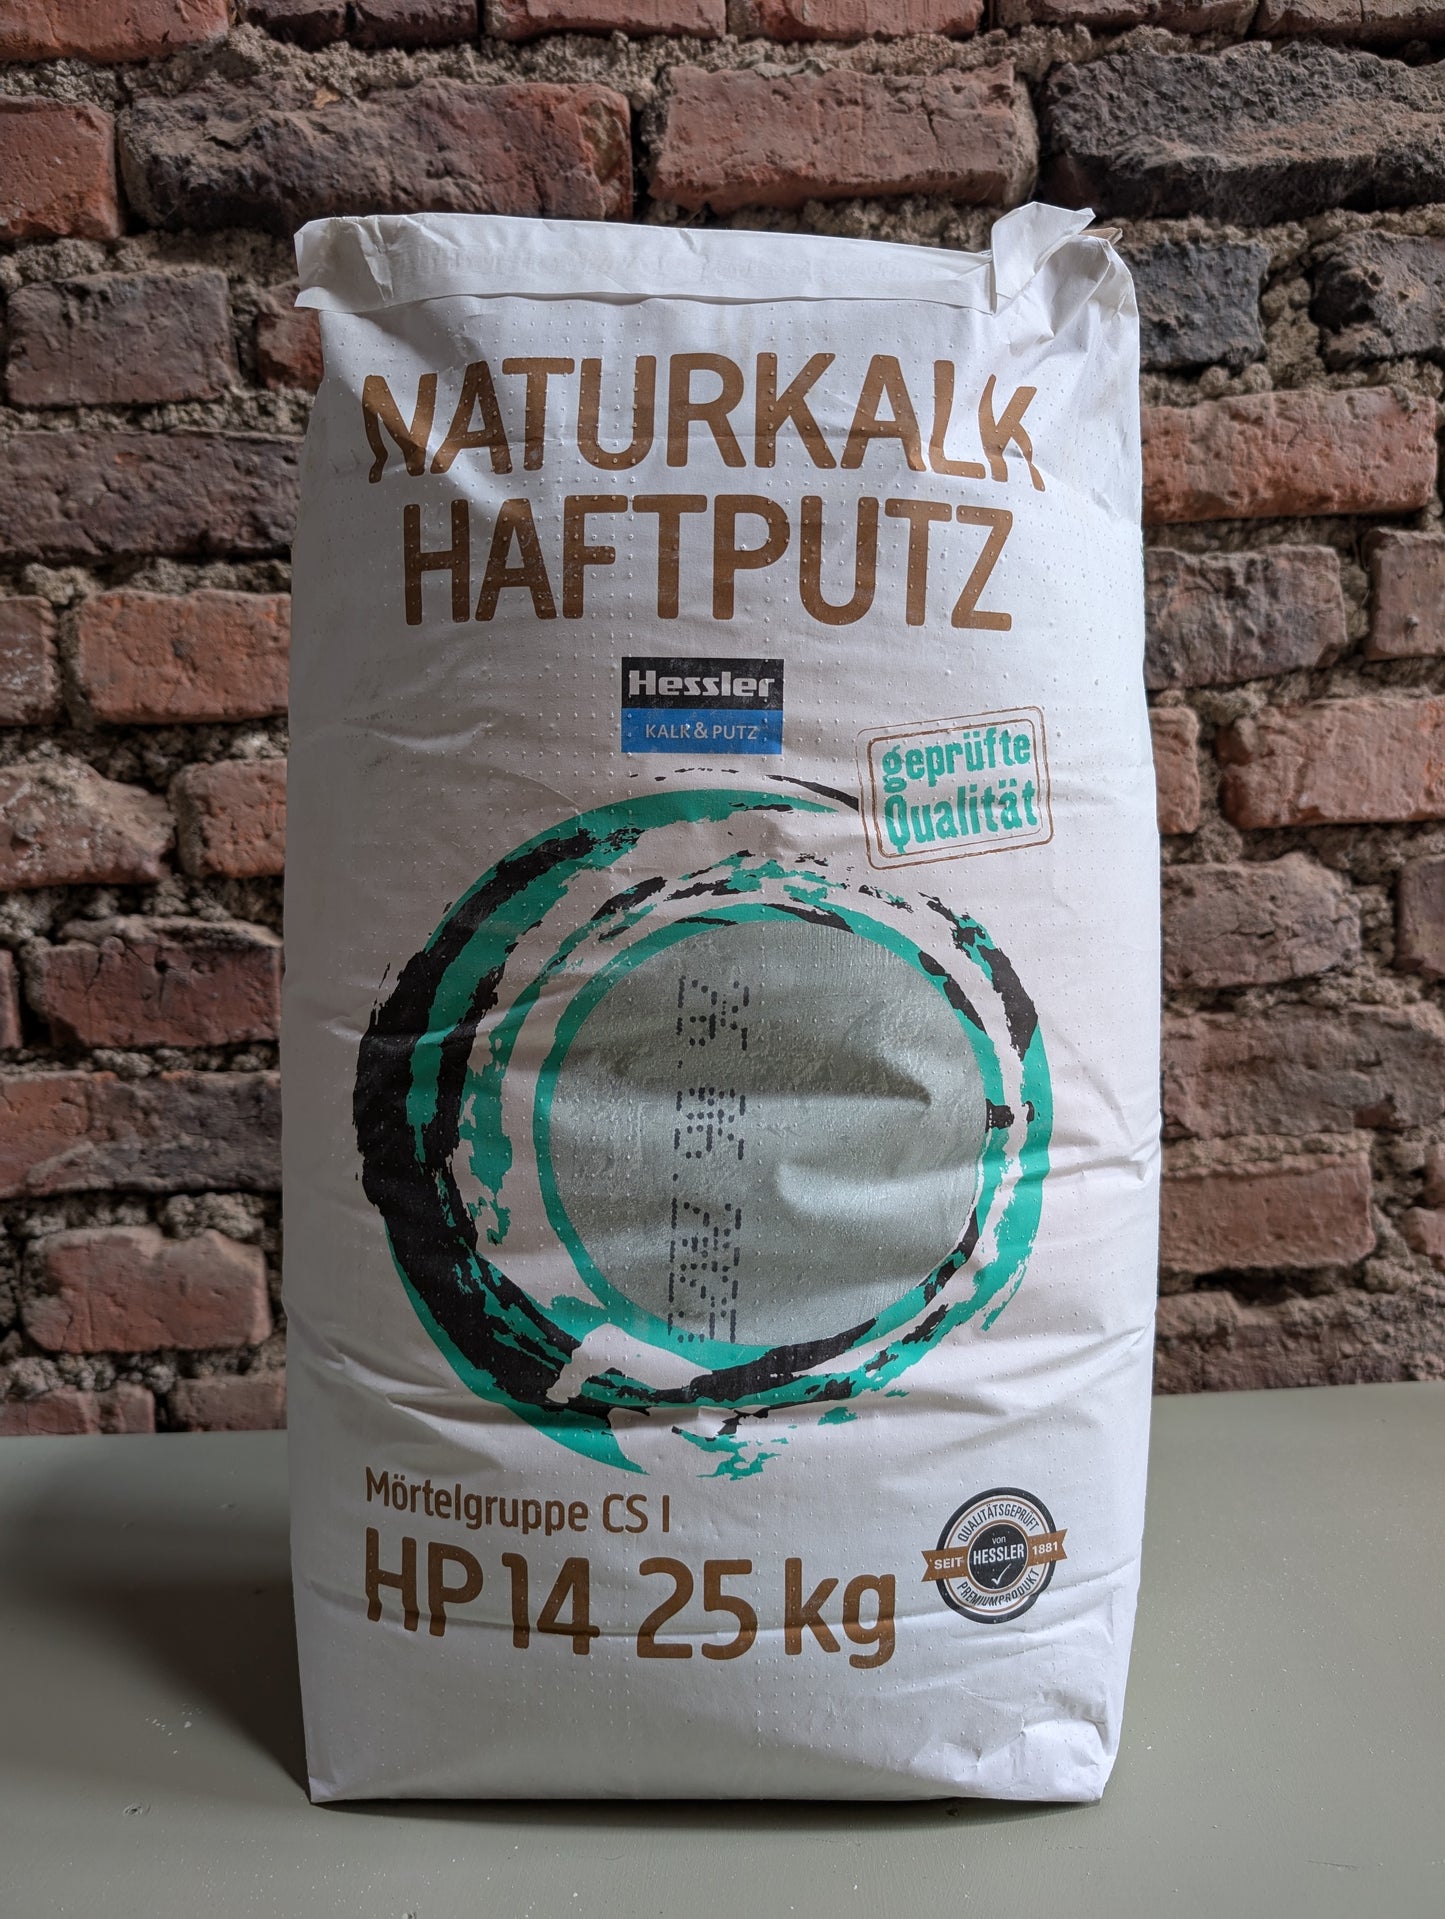 NATURKALK
HAFTPUTZ
Hessler
KALK & PUTZ
geprüfte
Qualität
Mörtelgruppe CS I
HP 14 25 kg
QUALITÄTSGEPRÜFT
von
SEIT HESSLER 1881
PREMIUMPRODUKT